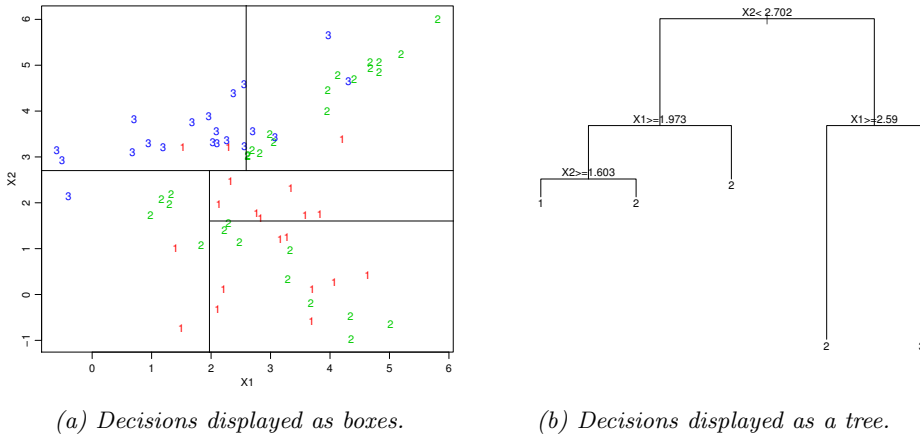 X2
6
5
4
3
2
1
0
−1
0 1 2 3 4 5 6
X1
X2< 2.702
X1>=1.973
X1>=2.59
X2>=1.603
1
2
2
2
(a) Decisions displayed as boxes.
(b) Decisions displayed as a tree.